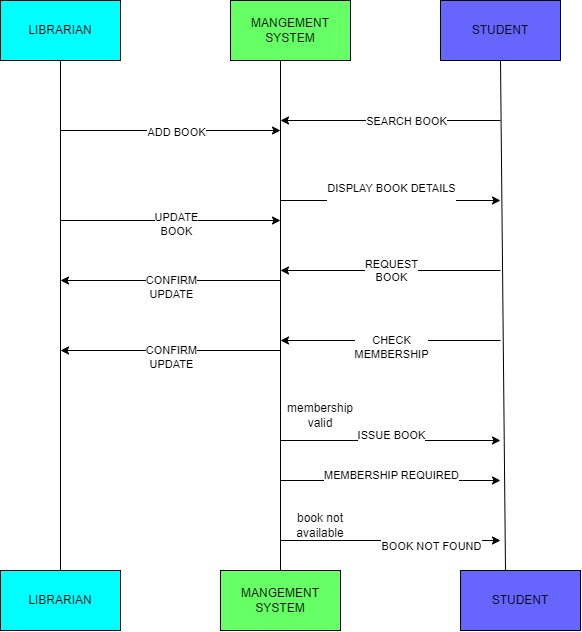 LIBRARIAN
MANGEMENT
SYSTEM
STUDENT
SEARCH BOOK
ADD BOOK
DISPLAY BOOK DETAILS
UPDATE
BOOK
REQUEST
BOOK
CONFIRM
UPDATE
CHECK
MEMBERSHIP
CONFIRM
UPDATE
membership
valid
ISSUE BOOK
MEMBERSHIP REQUIRED
book not
available
BOOK NOT FOUND
LIBRARIAN
MANGEMENT
SYSTEM
STUDENT